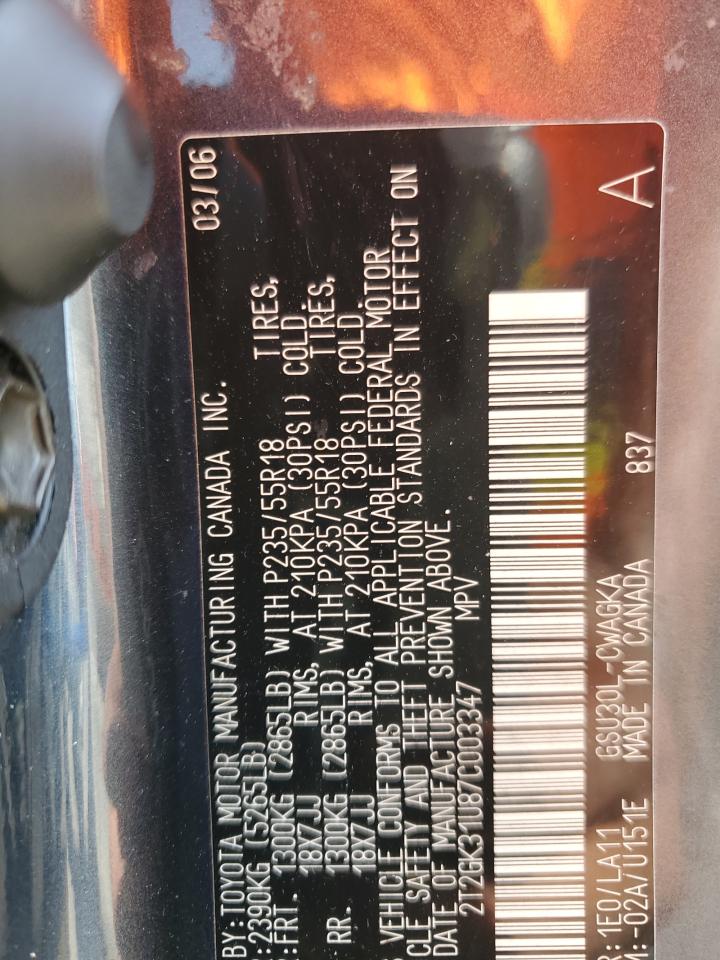 BY:TOYOTA MOTOR MANUFACTURING CANADA INC. 03/06
:2390KG (5265LB)
:FRT. 1300KG (2865LB) WITH P235/55R18 TIRES,
18X7JJ RIMS, AT 210KPA (30PSI) COLD.
RR. 1300KG (2865LB) WITH P235/55R18 TIRES,
18X7JJ RIMS, AT 210KPA (30PSI) COLD.
VEHICLE CONFORMS TO ALL APPLICABLE FEDERAL MOTOR
CLE SAFETY AND THEFT PREVENTION STANDARDS IN EFFECT ON
DATE OF MANUFACTURE SHOWN ABOVE.
2T2GK31U87C003347 MPV
R:1E0/LA11 GSU30L-CWAGKA A
M:-02A/U151E MADE IN CANADA 837